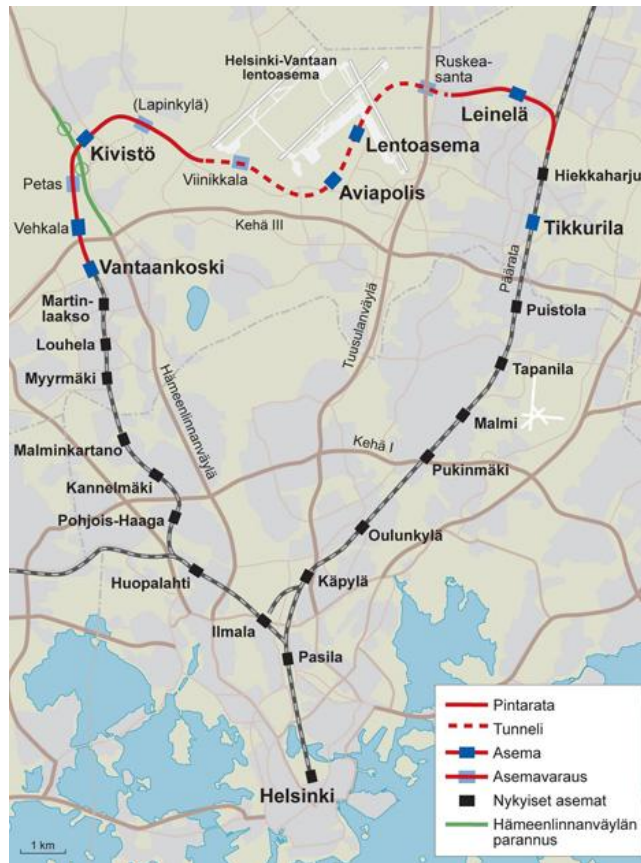 Helsinki-Vantaan
lentoasema
Ruskea-
santa
(Lapinkylä)
Leinelä
Kivistö
Lentoasema
Petas
Viinikkala
Aviapolis
Hiekkaharju
Vehkala
Kehä III
Tikkurila
Vantaankoski
Päärata
Martin-
laakso
Puistola
Louhela
Tuusulanväylä
Myyrmäki
Hämeenlinnanväylä
Tapanila
Malmi
Malminkartano
Kehä I
Pukinmäki
Kannelmäki
Pohjois-Haaga
Oulunkylä
Huopalahti
Käpylä
Ilmala
Pasila
Helsinki
Pintarata
Tunneli
Asema
Asemavaraus
Nykyiset asemat
Hämeenlinnanväylän
parannus
1 km